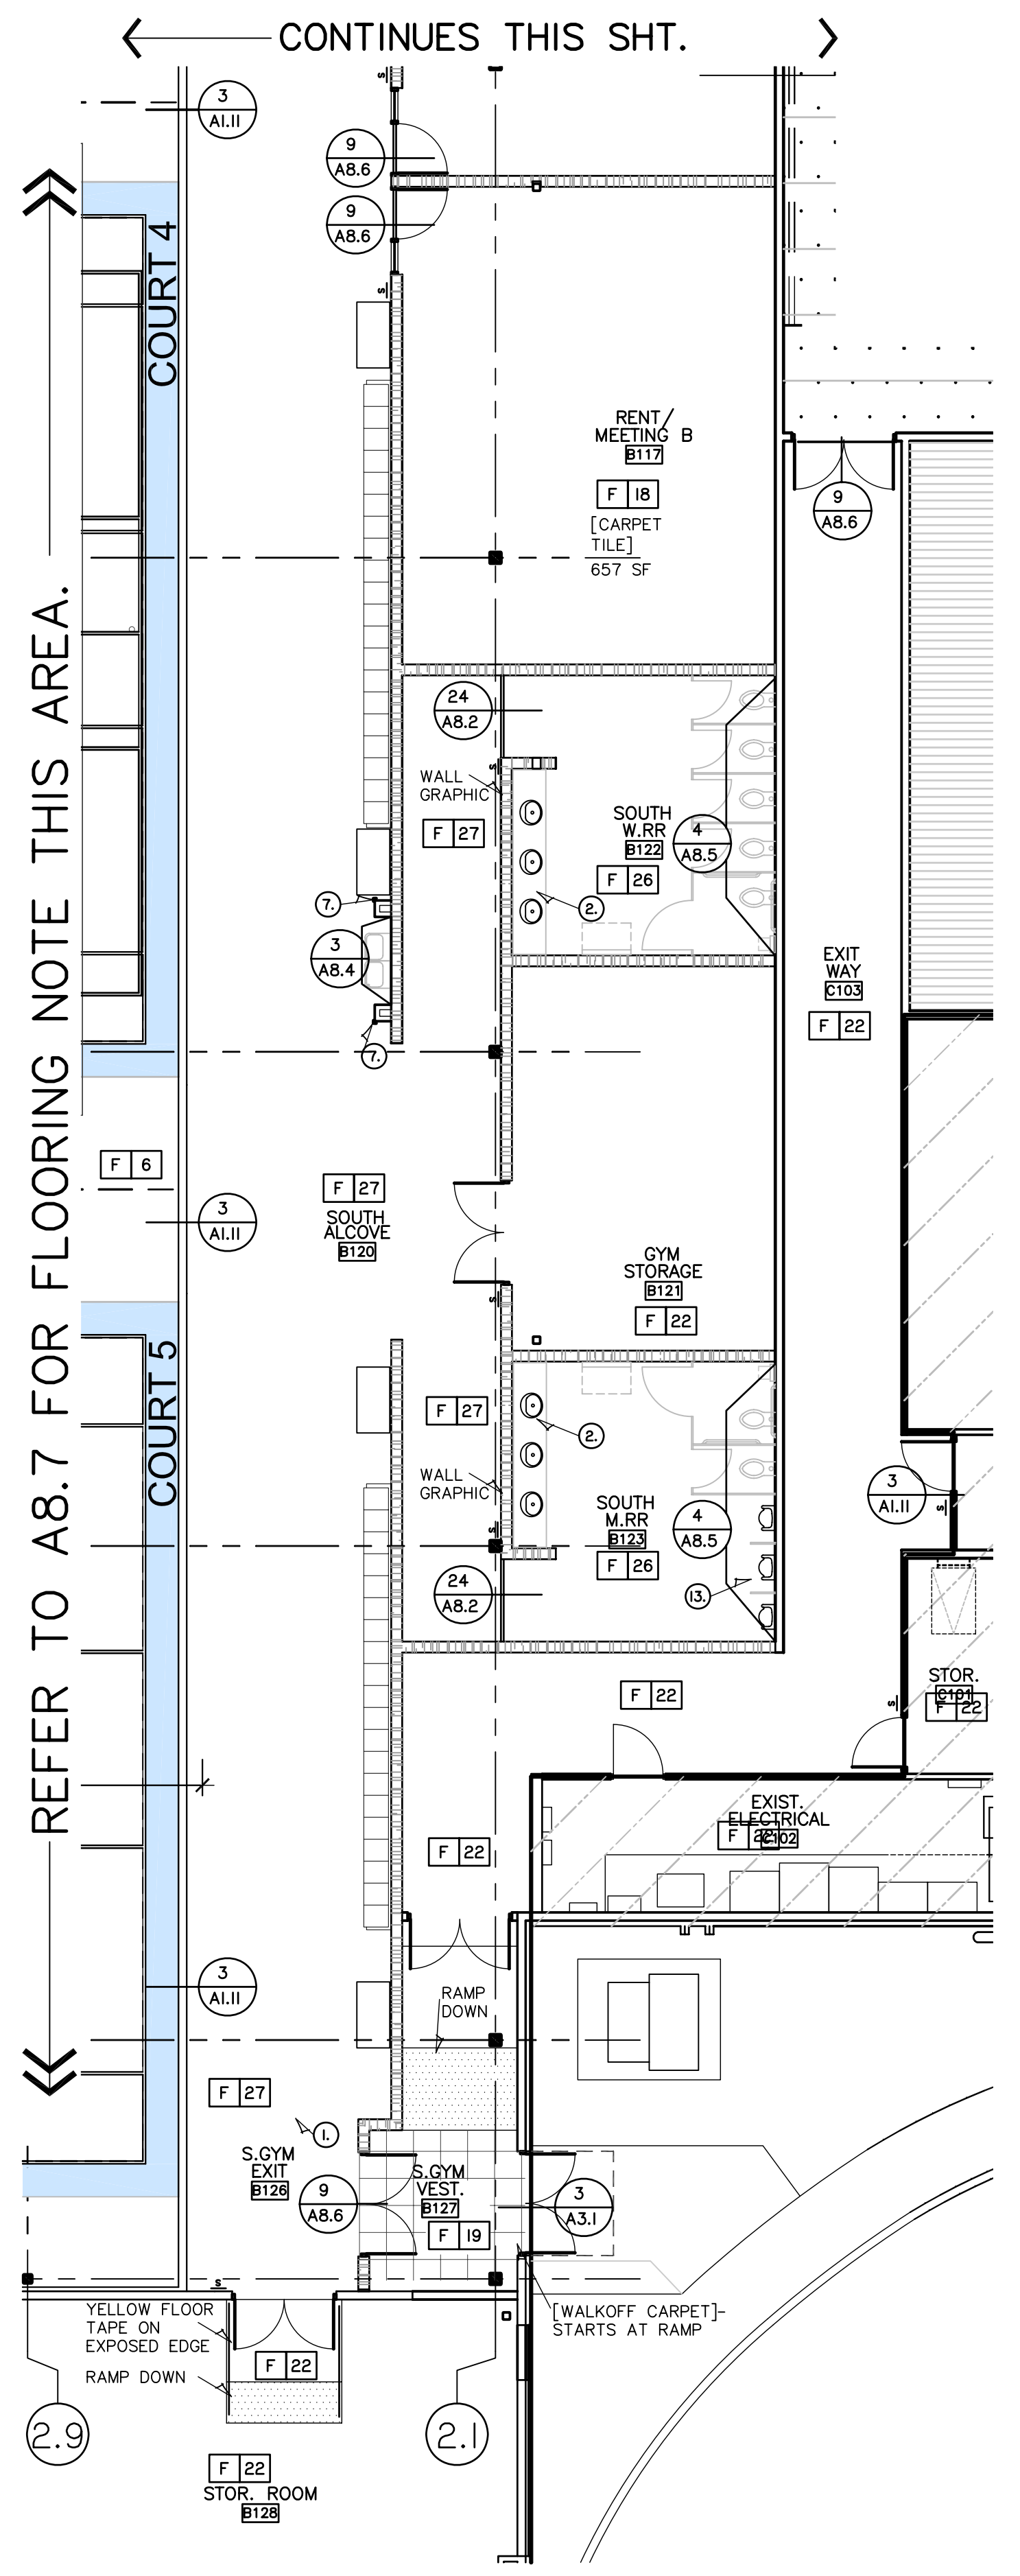 CONTINUES THIS SHT.
3
A1.11
9
A8.6
9
A8.6
s
s
COURT 4
RENT/
MEETING B
B117
F 18
[CARPET
TILE]
657 SF
9
A8.6
REFER TO A8.7 FOR FLOORING NOTE THIS AREA.
24
A8.2
s
WALL
GRAPHIC
F 27
SOUTH
W.RR
B122
F 26
4
A8.5
2.
7.
3
A8.4
7.
EXIT
WAY
C103
F 22
F 6
3
A1.11
F 27
SOUTH
ALCOVE
B120
GYM
STORAGE
B121
F 22
s
COURT 5
F 27
2.
WALL
GRAPHIC
s
SOUTH
M.RR
B123
F 26
4
A8.5
13.
24
A8.2
3
A1.11
s
F 22
s
STOR.
C101
F 22
EXIST.
ELECTRICAL
F 22
C102
F 22
3
A1.11
RAMP
DOWN
F 27
1.
S.GYM
EXIT
B126
9
A8.6
S.GYM
VEST.
B127
F 19
3
A3.1
s
YELLOW FLOOR
TAPE ON
EXPOSED EDGE
RAMP DOWN
F 22
[WALKOFF CARPET]-
STARTS AT RAMP
2.9
2.1
F 22
STOR. ROOM
B128